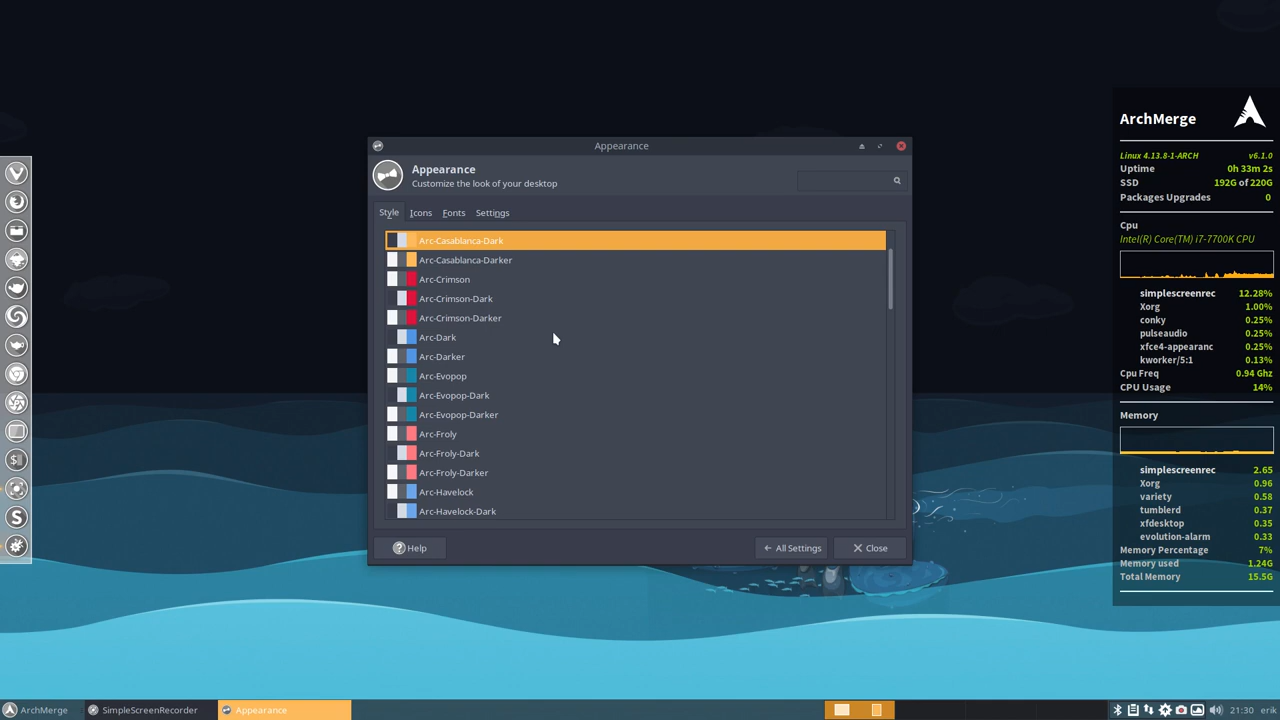 Appearance
Appearance
Customize the look of your desktop
Style Icons Fonts Settings
Arc-Casablanca-Dark
Arc-Casablanca-Darker
Arc-Crimson
Arc-Crimson-Dark
Arc-Crimson-Darker
Arc-Dark
Arc-Darker
Arc-Evopop
Arc-Evopop-Dark
Arc-Evopop-Darker
Arc-Froly
Arc-Froly-Dark
Arc-Froly-Darker
Arc-Havelock
Arc-Havelock-Dark
Help All Settings Close
ArchMerge
Linux 4.13.8-1-ARCH v6.1.0
Uptime 0h 33m 2s
SSD 192G of 220G
Packages Upgrades 0
Cpu
Intel(R) Core(TM) i7-7700K CPU
simplescreenrec 12.28%
Xorg 1.00%
conky 0.25%
pulseaudio 0.25%
xfce4-appearanc 0.25%
kworker/5:1 0.13%
Cpu Freq 0.94 Ghz
CPU Usage 14%
Memory
simplescreenrec 2.65
Xorg 0.96
variety 0.58
tumblerd 0.37
xfdesktop 0.35
evolution-alarm 0.33
Memory Percentage 7%
Memory used 1.24G
Total Memory 15.5G
ArchMerge SimpleScreenRecorder Appearance 21:30 erik